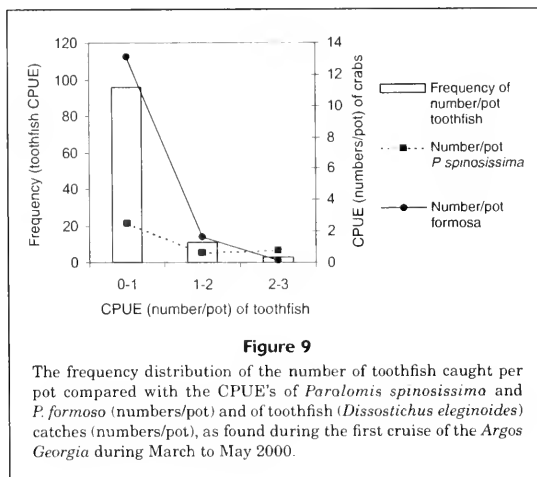 120
100
80
60
40
20
0
Frequency (toothfish CPUE)
14
12
10
8
6
4
2
0
CPUE (numbers/pot) of crabs
0-1
1-2
2-3
CPUE (number/pot) of toothfish
Frequency of
number/pot
toothfish
Number/pot
P spinosissima
Number/pot
formosa
Figure 9
The frequency distribution of the number of toothfish caught per
pot compared with the CPUE's of Paralomis spinosissima and
P. formosa (numbers/pot) and of toothfish (Dissostichus eleginoides)
catches (numbers/pot), as found during the first cruise of the Argos
Georgia during March to May 2000.